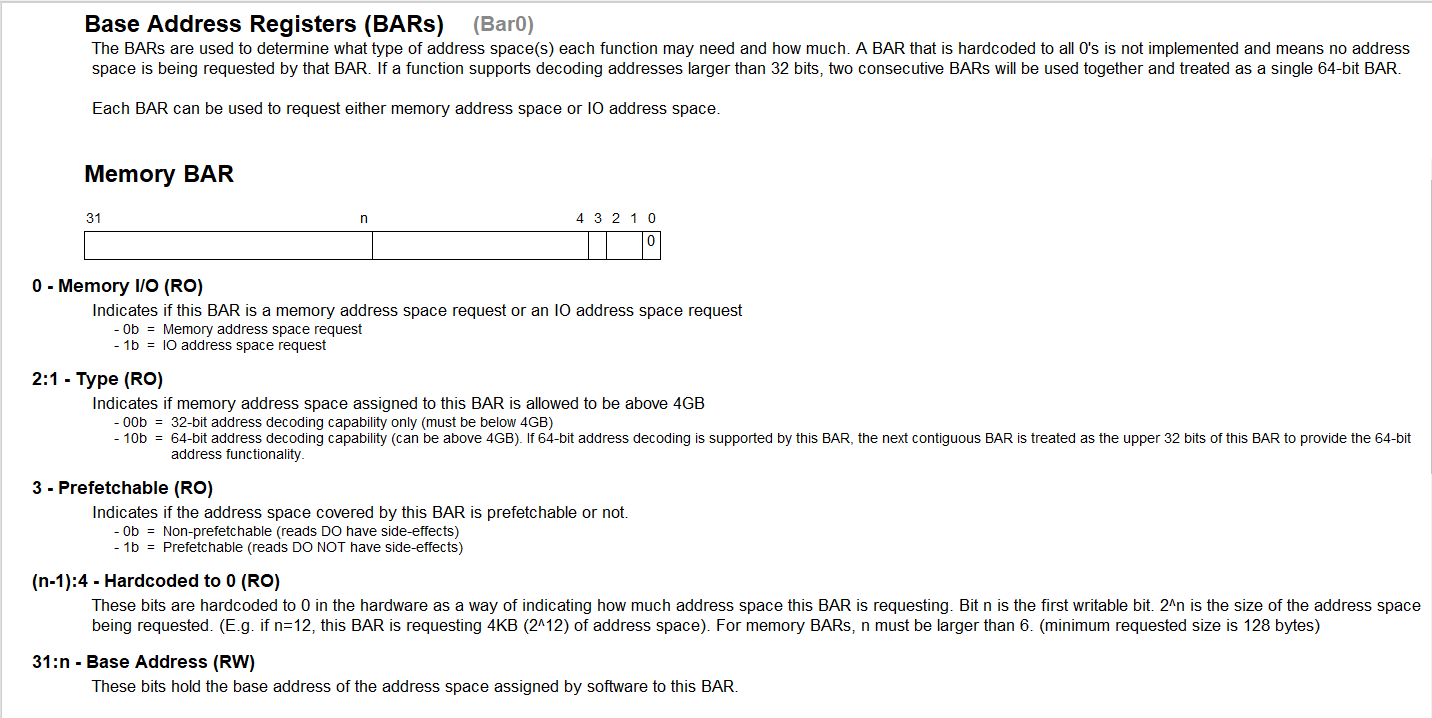 Base Address Registers (BARs) (Bar0)
The BARs are used to determine what type of address space(s) each function may need and how much. A BAR that is hardcoded to all 0's is not implemented and means no address
space is being requested by that BAR. If a function supports decoding addresses larger than 32 bits, two consecutive BARs will be used together and treated as a single 64-bit BAR.
Each BAR can be used to request either memory address space or IO address space.
Memory BAR
31 n 4 3 2 1 0
0
0 - Memory I/O (RO)
Indicates if this BAR is a memory address space request or an IO address space request
- 0b = Memory address space request
- 1b = IO address space request
2:1 - Type (RO)
Indicates if memory address space assigned to this BAR is allowed to be above 4GB
- 00b = 32-bit address decoding capability only (must be below 4GB)
- 10b = 64-bit address decoding capability (can be above 4GB). If 64-bit address decoding is supported by this BAR, the next contiguous BAR is treated as the upper 32 bits of this BAR to provide the 64-bit
address functionality.
3 - Prefetchable (RO)
Indicates if the address space covered by this BAR is prefetchable or not.
- 0b = Non-prefetchable (reads DO have side-effects)
- 1b = Prefetchable (reads DO NOT have side-effects)
(n-1):4 - Hardcoded to 0 (RO)
These bits are hardcoded to 0 in the hardware as a way of indicating how much address space this BAR is requesting. Bit n is the first writable bit. 2^n is the size of the address space
being requested. (E.g. if n=12, this BAR is requesting 4KB (2^12) of address space). For memory BARs, n must be larger than 6. (minimum requested size is 128 bytes)
31:n - Base Address (RW)
These bits hold the base address of the address space assigned by software to this BAR.